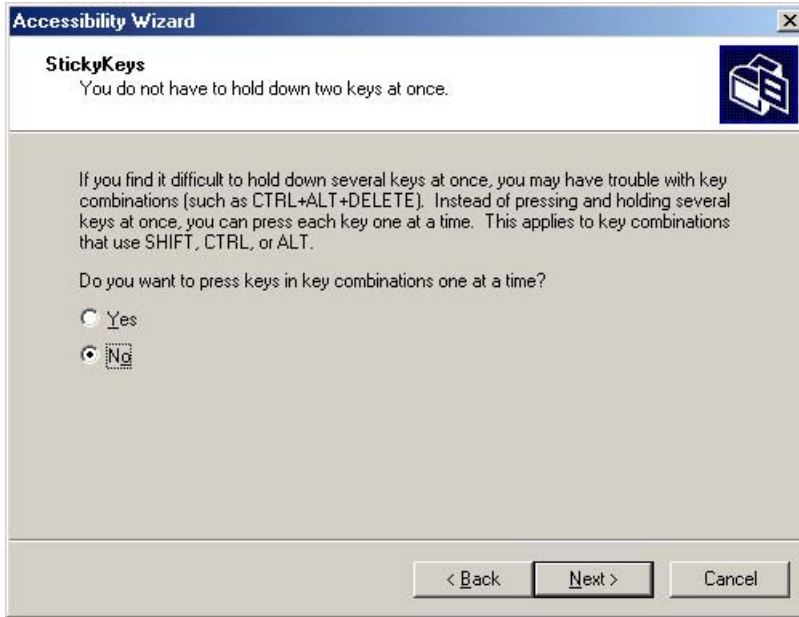 Accessibility Wizard
StickyKeys
You do not have to hold down two keys at once.
If you find it difficult to hold down several keys at once, you may have trouble with key
combinations (such as CTRL+ALT+DELETE). Instead of pressing and holding several
keys at once, you can press each key one at a time. This applies to key combinations
that use SHIFT, CTRL, or ALT.
Do you want to press keys in key combinations one at a time?
Yes
No
< Back Next > Cancel